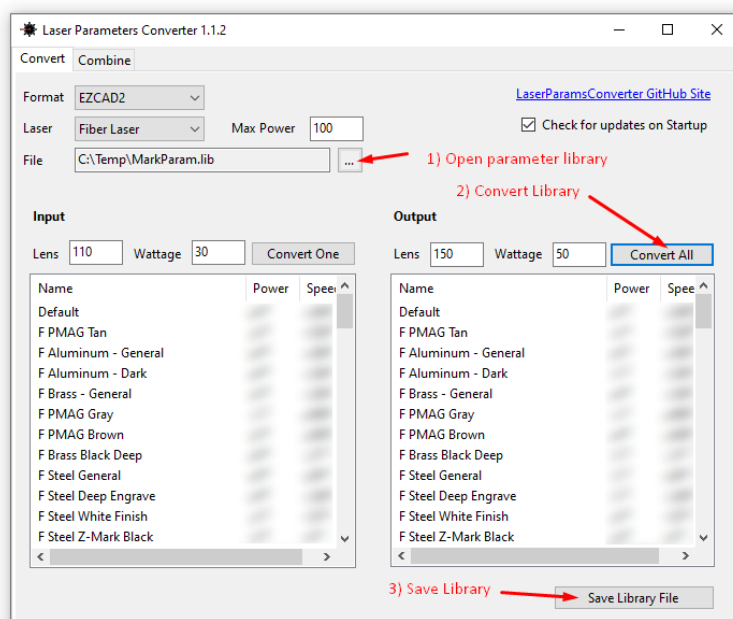 Laser Parameters Converter 1.1.2
Convert Combine
Format EZCAD2 LaserParamsConverter GitHub Site
Laser Fiber Laser Max Power 100 Check for updates on Startup
File C:\Temp\MarkParam.lib ... 1) Open parameter library
2) Convert Library
Input Output
Lens 110 Wattage 30 Convert One Lens 150 Wattage 50 Convert All
Name Power Speed Name Power Spee
Default Default
F PMAG Tan F PMAG Tan
F Aluminum - General F Aluminum - General
F Aluminum - Dark F Aluminum - Dark
F Brass - General F Brass - General
F PMAG Gray F PMAG Gray
F PMAG Brown F PMAG Brown
F Brass Black Deep F Brass Black Deep
F Steel General F Steel General
F Steel Deep Engrave F Steel Deep Engrave
F Steel White Finish F Steel White Finish
F Steel Z-Mark Black F Steel Z-Mark Black
3) Save Library Save Library File